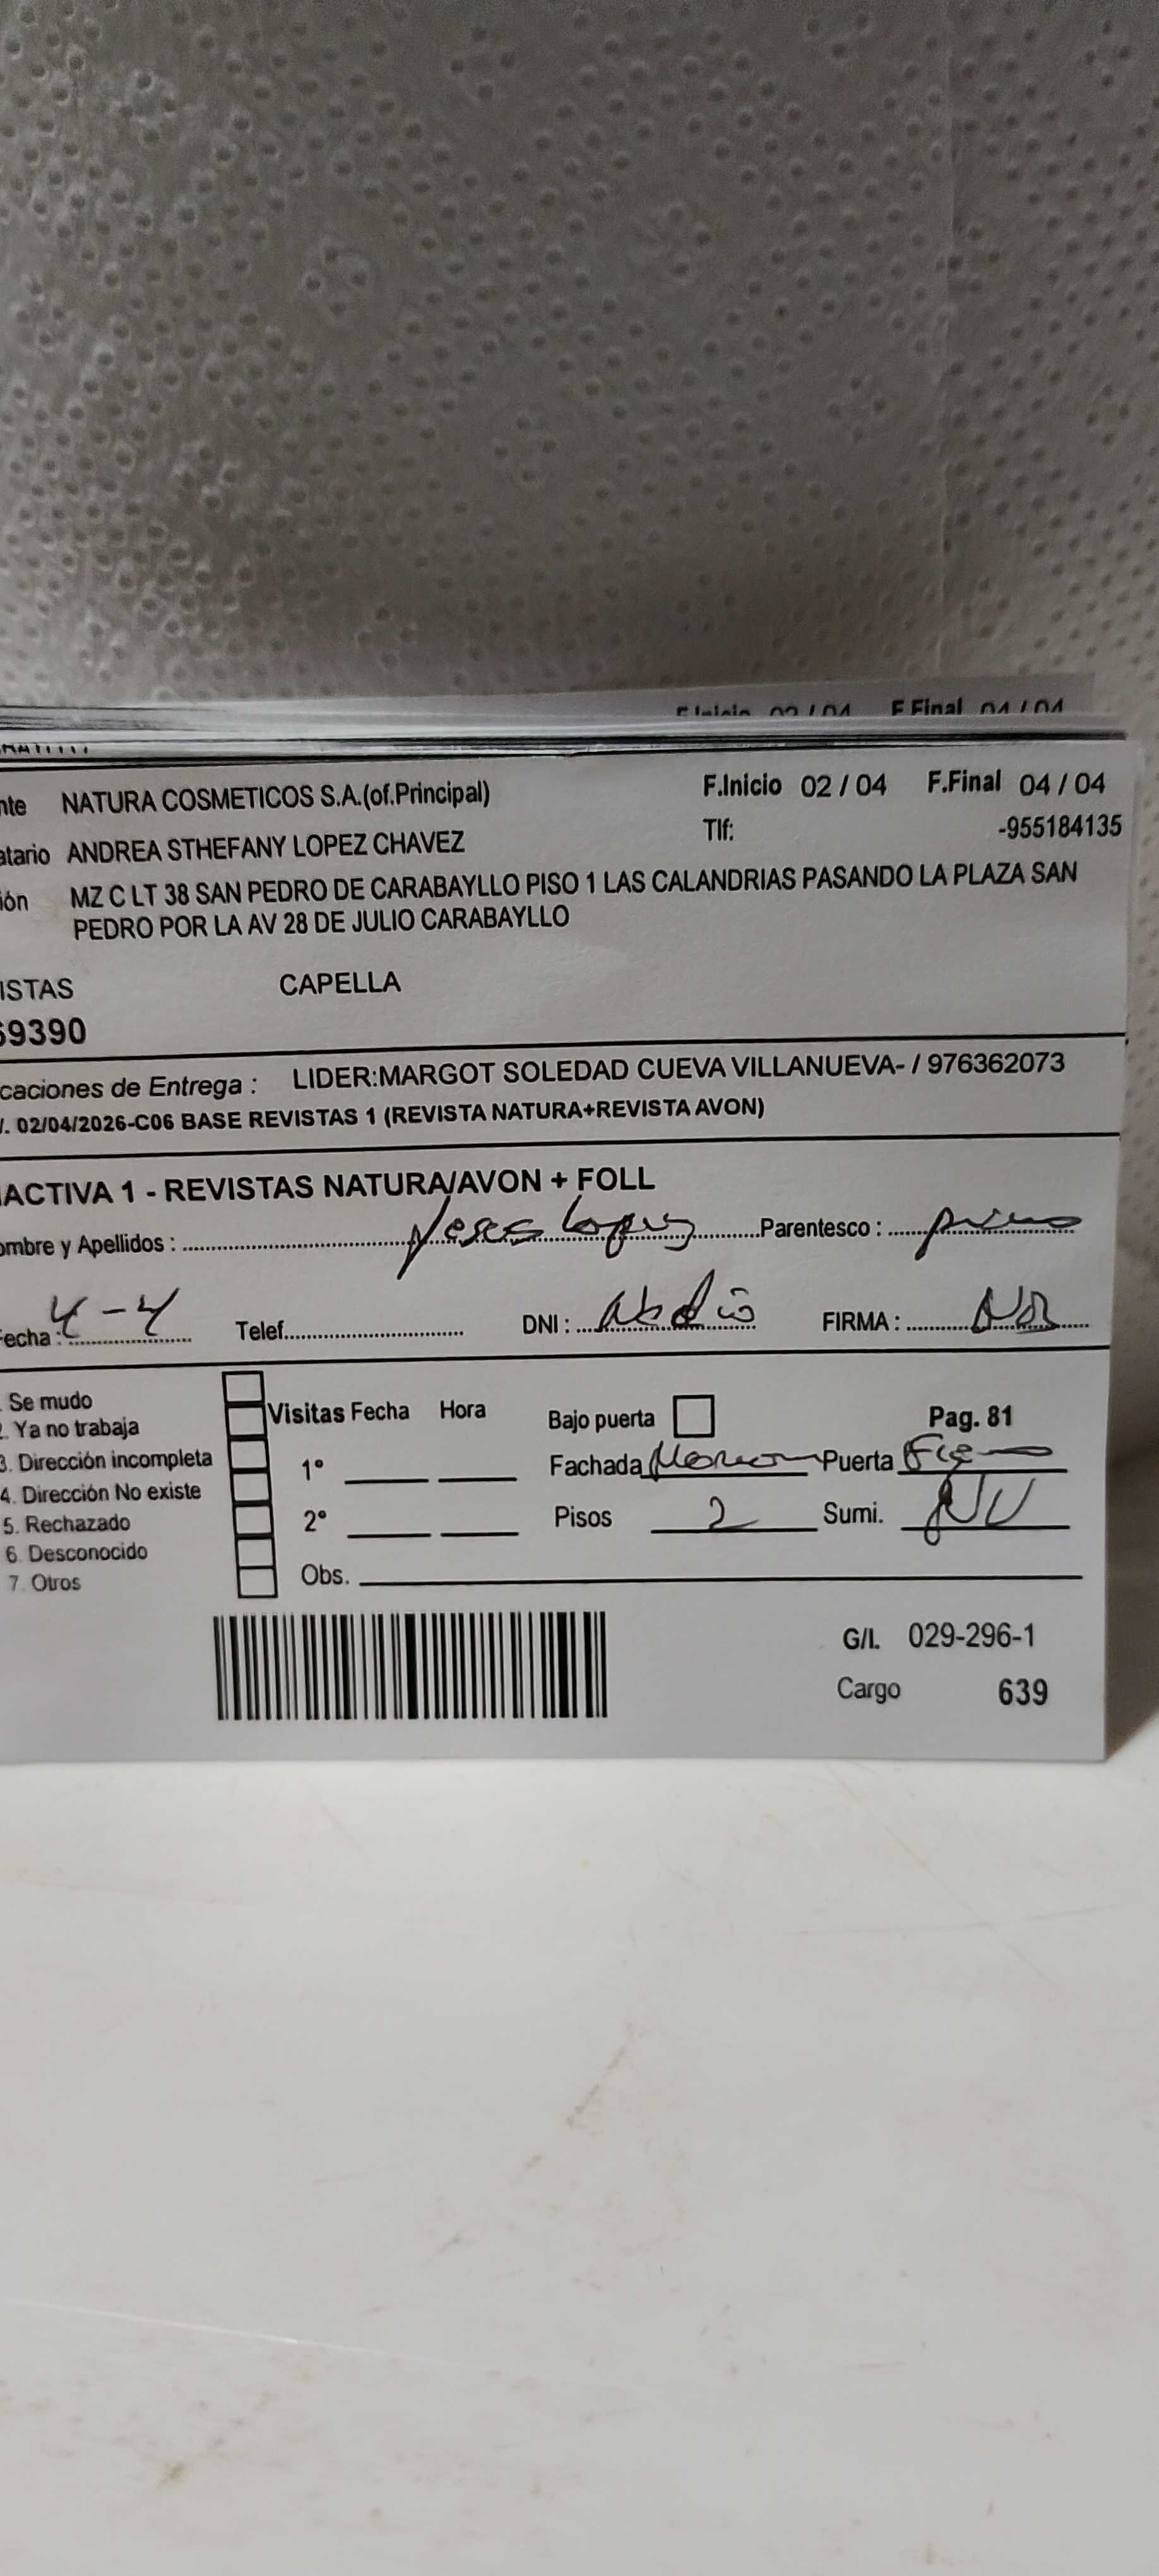 F.Inicio 02 / 04 F.Final 04 / 04
nte NATURA COSMETICOS S.A.(of.Principal) F.Inicio 02 / 04 F.Final 04 / 04
Tlf: -955184135
atario ANDREA STHEFANY LOPEZ CHAVEZ
ión MZ C LT 38 SAN PEDRO DE CARABAYLLO PISO 1 LAS CALANDRIAS PASANDO LA PLAZA SAN
PEDRO POR LA AV 28 DE JULIO CARABAYLLO
ISTAS CAPELLA
69390
caciones de Entrega : LIDER:MARGOT SOLEDAD CUEVA VILLANUEVA- / 976362073
/. 02/04/2026-C06 BASE REVISTAS 1 (REVISTA NATURA+REVISTA AVON)
ACTIVA 1 - REVISTAS NATURA/AVON + FOLL
ombre y Apellidos : Lopez Parentesco :
echa : 4-4 Telef. DNI : No dio FIRMA :
. Se mudo
2. Ya no trabaja
3. Dirección incompleta
4. Dirección No existe
5. Rechazado
6. Desconocido
7. Otros
Visitas Fecha Hora Bajo puerta Pag. 81
1° Fachada Puerta
2° Pisos 2 Sumi.
Obs.
G/I. 029-296-1
Cargo 639